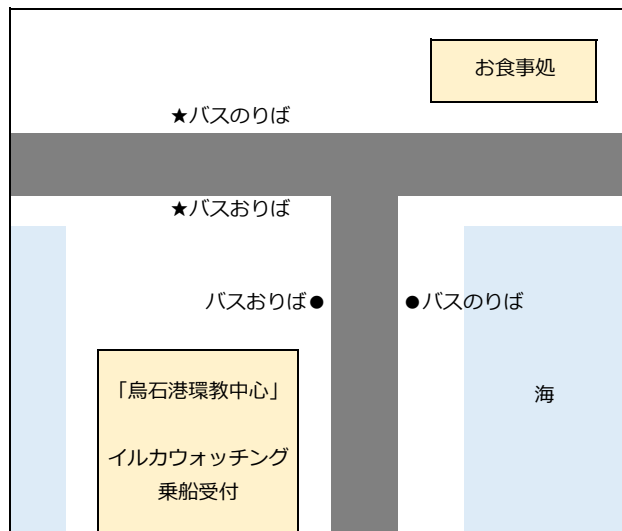 お食事処
★バスのりば
★バスおりば
バスおりば●
●バスのりば
「烏石港環教中心」
イルカウォッチング
乗船受付
海